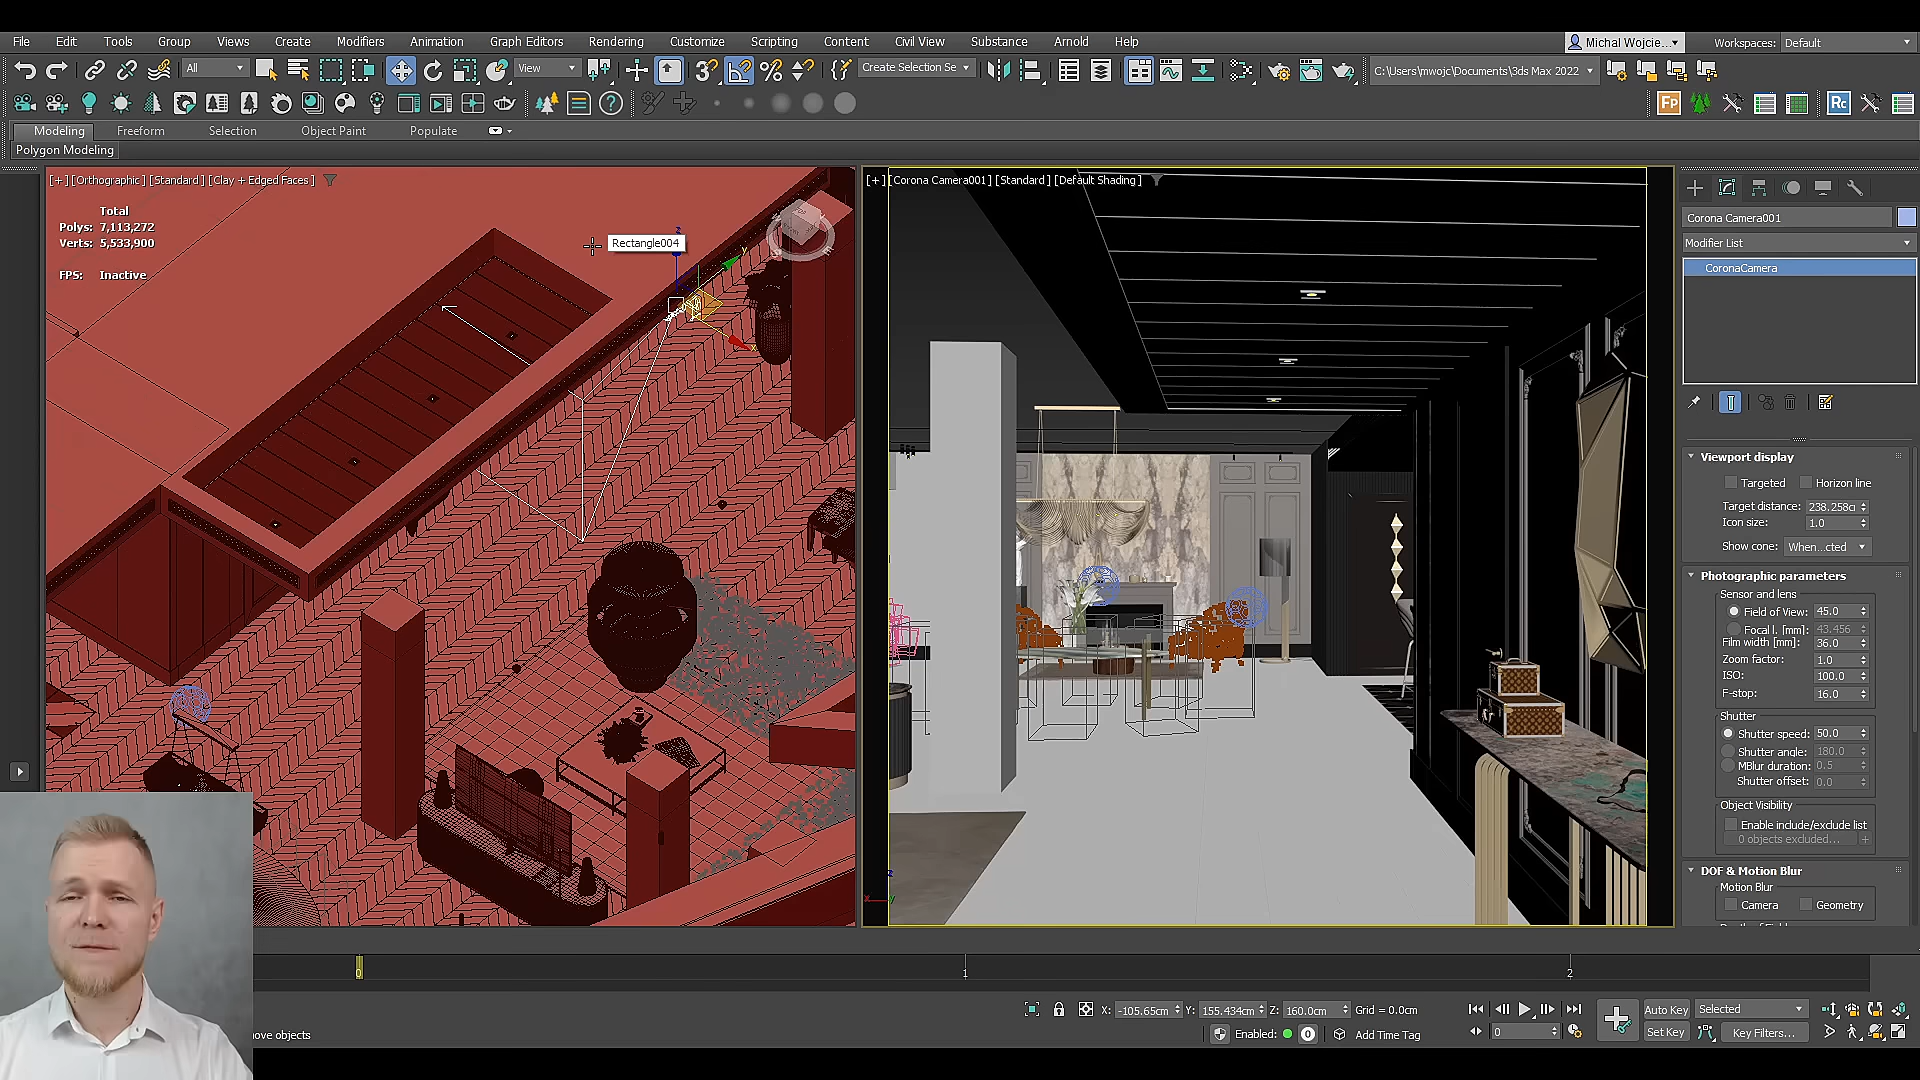 File Edit Tools Group Views Create Modifiers Animation Graph Editors Rendering Customize Scripting Content Civil View Substance Arnold Help
Michal Wojcie... Workspaces: Default
All View Create Selection Se C:\Users\mwojc\Documents\3ds Max 2022
Fp Rc
Modeling Freeform Selection Object Paint Populate
Polygon Modeling
[+] [Orthographic ] [Standard ] [Clay + Edged Faces ]
Total
Polys: 7,113,272
Verts: 5,533,900
FPS: Inactive
Rectangle004
[+] [Corona Camera001 ] [Standard ] [Default Shading ]
Corona Camera001
Modifier List
CoronaCamera
Viewport display
Targeted Horizon line
Target distance: 238.258c
Icon size: 1.0
Show cone: When...cted
Photographic parameters
Sensor and lens
Field of View: 45.0
Focal l. [mm]: 43.456
Film width [mm]: 36.0
Zoom factor: 1.0
ISO: 100.0
F-stop: 16.0
Shutter
Shutter speed: 50.0
Shutter angle: 180.0
MBlur duration: 0.5
Shutter offset: 0.0
Object Visibility
Enable include/exclude list
0 objects excluded... +
DOF & Motion Blur
Motion Blur
Camera Geometry
0 1 2
X: -105.65cm Y: 155.434cm Z: 160.0cm Grid = 0.0cm
Auto Key Selected
ove objects
Enabled: 0 Add Time Tag
0 Set Key Key Filters...